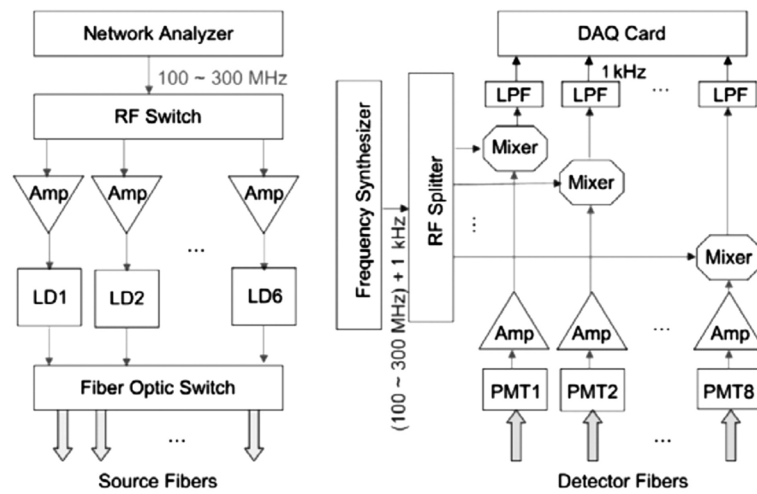 Network Analyzer
100 ~ 300 MHz
RF Switch
Amp Amp Amp
...
LD1 LD2 LD6
Fiber Optic Switch
...
Source Fibers
DAQ Card
1 kHz
LPF LPF ... LPF
Mixer
Mixer
Mixer
Frequency Synthesizer
(100 ~ 300 MHz) + 1 kHz
RF Splitter
...
Amp Amp ... Amp
PMT1 PMT2 PMT8
...
Detector Fibers